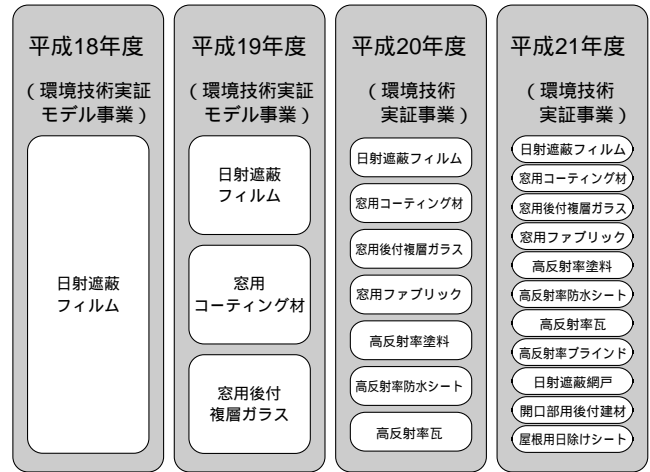 平成18年度
（環境技術実証
モデル事業）
日射遮蔽
フィルム
平成19年度
（環境技術実証
モデル事業）
日射遮蔽
フィルム
窓用
コーティング材
窓用後付
複層ガラス
平成20年度
（環境技術
実証事業）
日射遮蔽フィルム
窓用コーティング材
窓用後付複層ガラス
窓用ファブリック
高反射率塗料
高反射率防水シート
高反射率瓦
平成21年度
（環境技術
実証事業）
日射遮蔽フィルム
窓用コーティング材
窓用後付複層ガラス
窓用ファブリック
高反射率塗料
高反射率防水シート
高反射率瓦
高反射率ブラインド
日射遮蔽網戸
開口部用後付建材
屋根用日除けシート